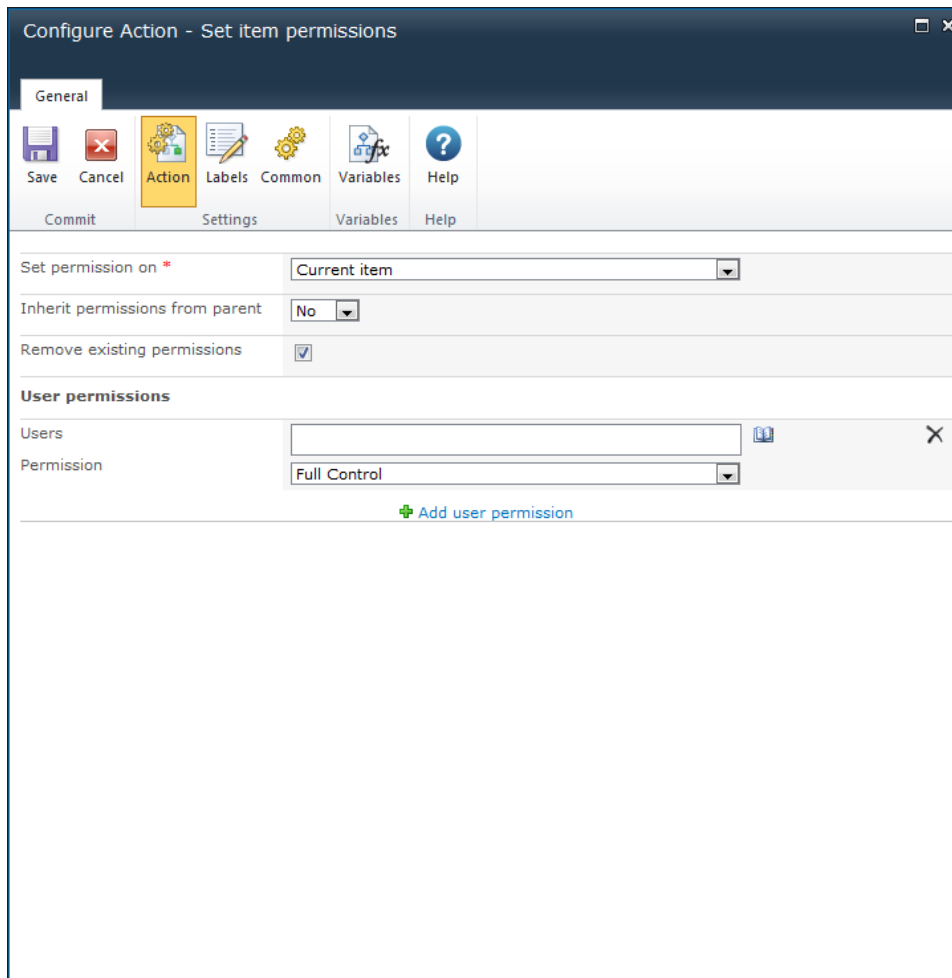 Configure Action - Set item permissions
General
Save Cancel Action Labels Common Variables Help
Commit Settings Variables Help
Set permission on * Current item
Inherit permissions from parent No
Remove existing permissions
User permissions
Users
Permission Full Control
Add user permission